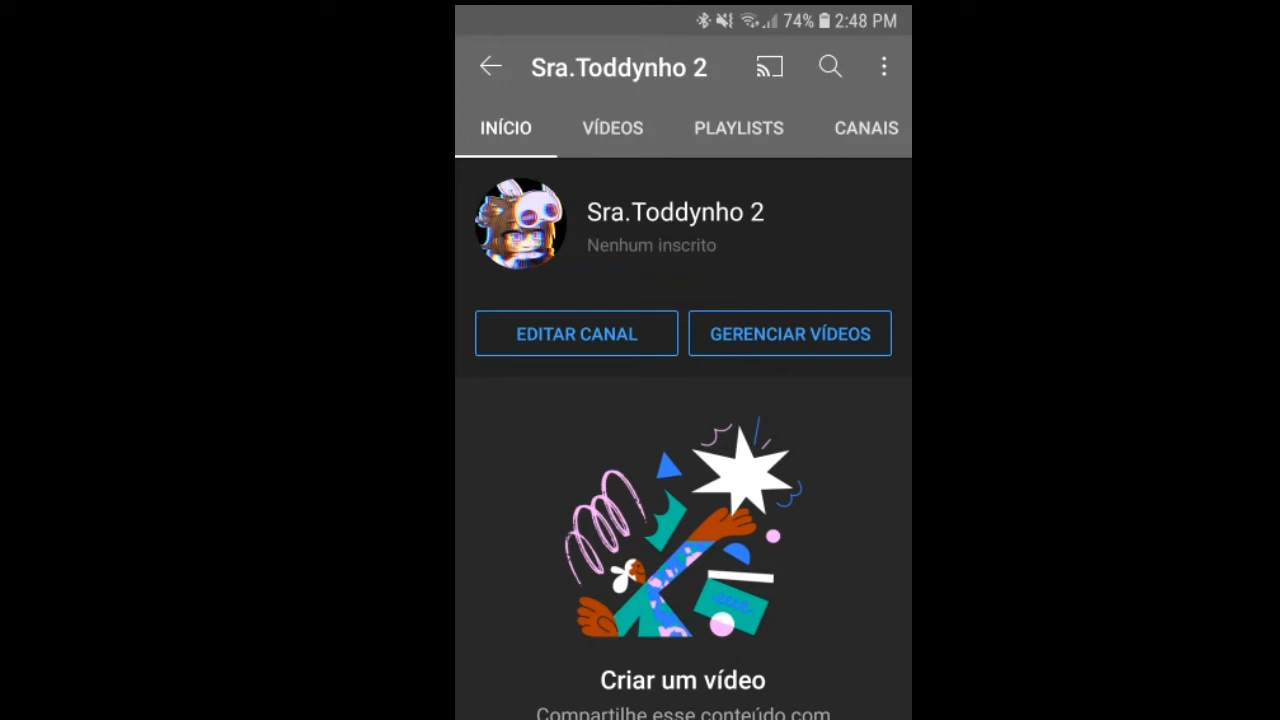 74% 2:48 PM
Sra.Toddynho 2
INÍCIO VÍDEOS PLAYLISTS CANAIS
Sra.Toddynho 2
Nenhum inscrito
EDITAR CANAL GERENCIAR VÍDEOS
Criar um vídeo
Compartilhe esse conteúdo com